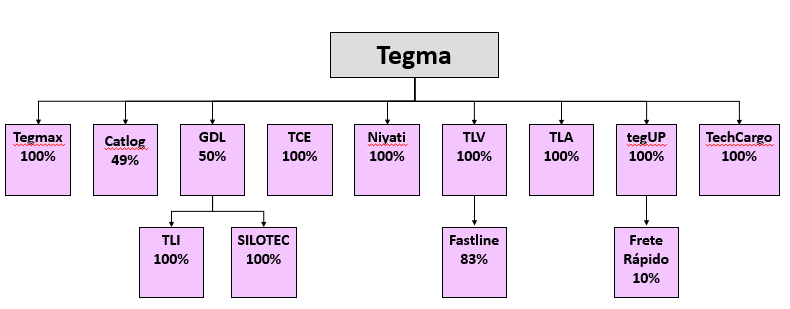 Tegma
Tegmax
100%
Catlog
49%
GDL
50%
TCE
100%
Niyati
100%
TLV
100%
TLA
100%
tegUP
100%
TechCargo
100%
TLI
100%
SILOTEC
100%
Fastline
83%
Frete
Rápido
10%